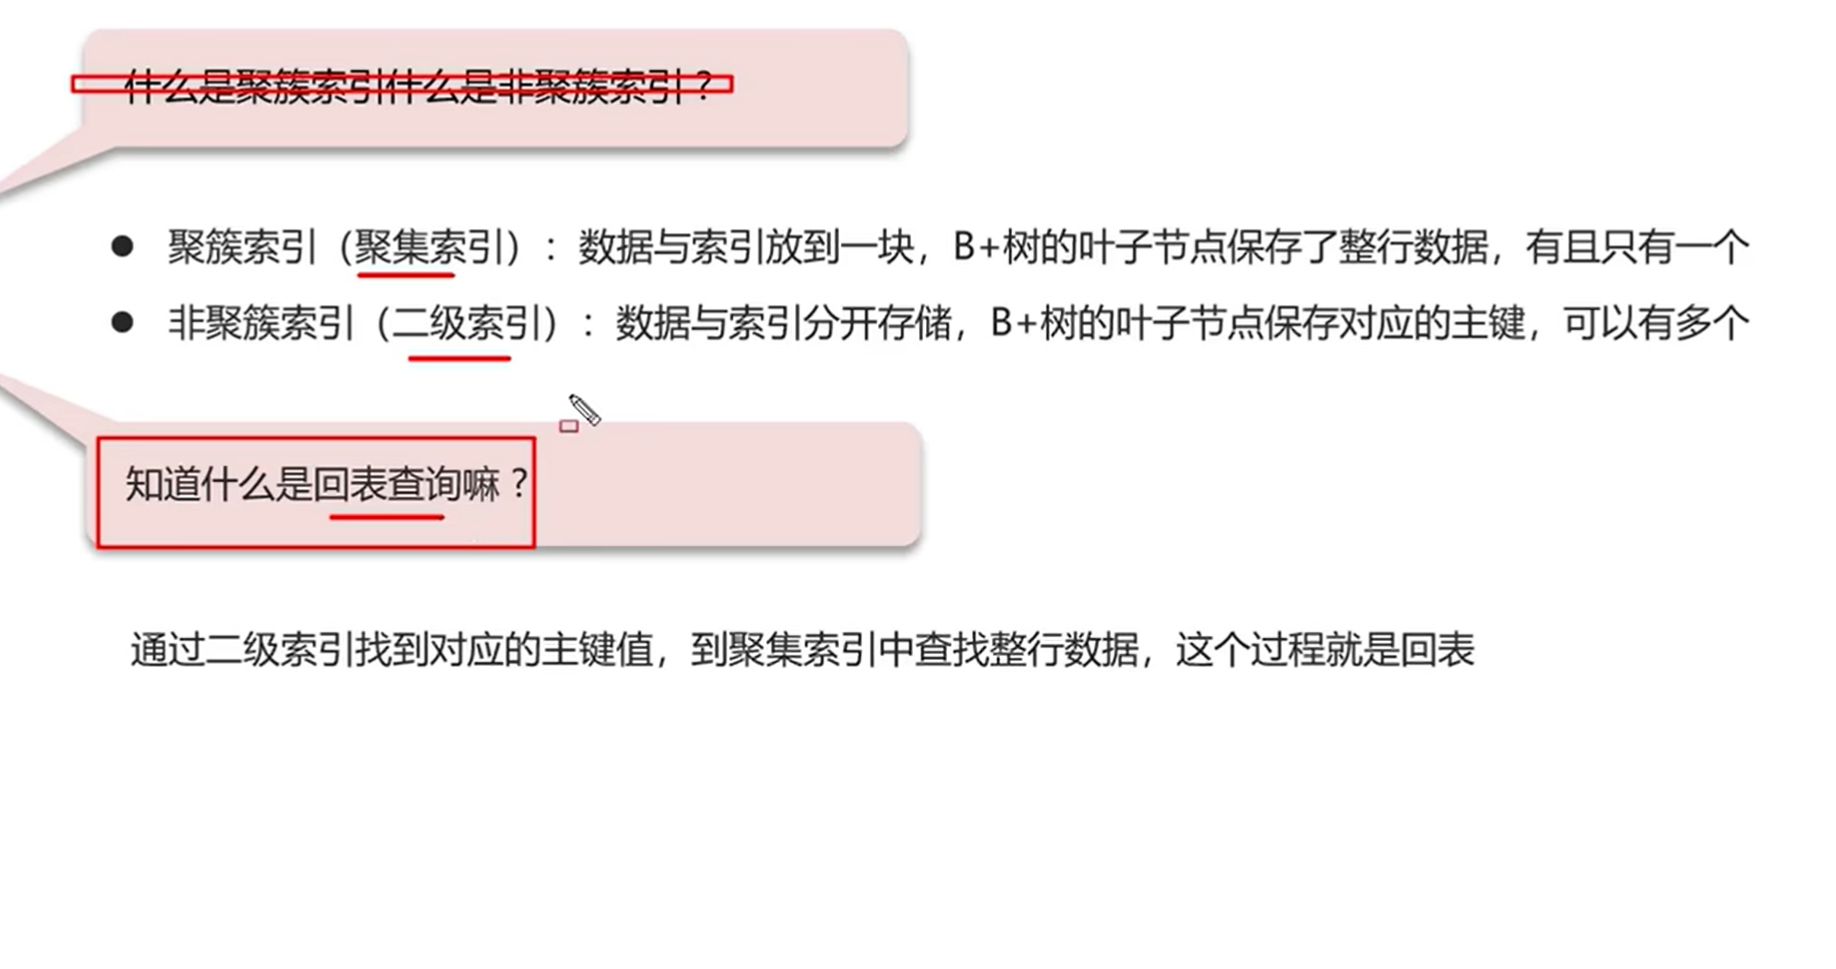 什么是聚簇索引什么是非聚簇索引？
聚簇索引（聚集索引）：数据与索引放到一块，B+树的叶子节点保存了整行数据，有且只有一个
非聚簇索引（二级索引）：数据与索引分开存储，B+树的叶子节点保存对应的主键，可以有多个
知道什么是回表查询嘛？
通过二级索引找到对应的主键值，到聚集索引中查找整行数据，这个过程就是回表